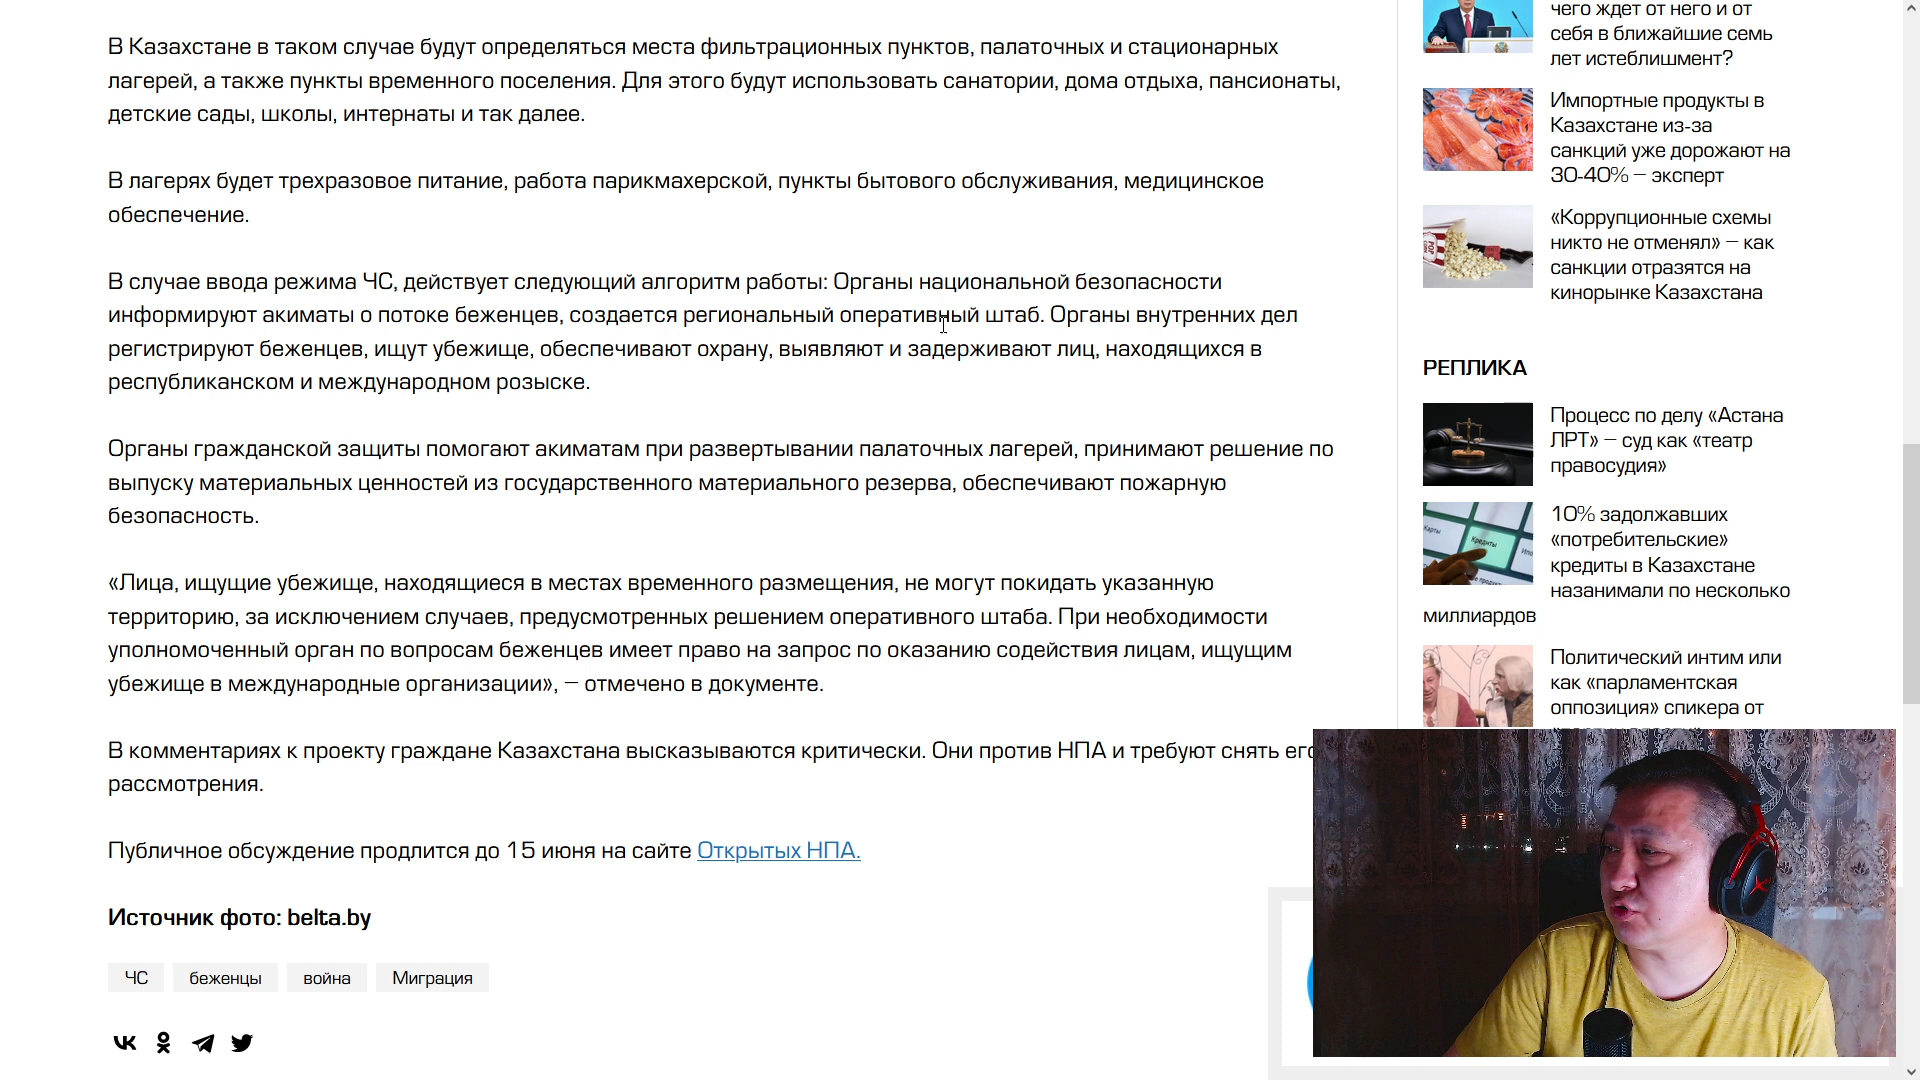 В Казахстане в таком случае будут определяться места фильтрационных пунктов, палаточных и стационарных
лагерей, а также пункты временного поселения. Для этого будут использовать санатории, дома отдыха, пансионаты,
детские сады, школы, интернаты и так далее.
В лагерях будет трехразовое питание, работа парикмахерской, пункты бытового обслуживания, медицинское
обеспечение.
В случае ввода режима ЧС, действует следующий алгоритм работы: Органы национальной безопасности
информируют акиматы о потоке беженцев, создается региональный оперативный штаб. Органы внутренних дел
регистрируют беженцев, ищут убежище, обеспечивают охрану, выявляют и задерживают лиц, находящихся в
республиканском и международном розыске.
Органы гражданской защиты помогают акиматам при развертывании палаточных лагерей, принимают решение по
выпуску материальных ценностей из государственного материального резерва, обеспечивают пожарную
безопасность.
«Лица, ищущие убежище, находящиеся в местах временного размещения, не могут покидать указанную
территорию, за исключением случаев, предусмотренных решением оперативного штаба. При необходимости
уполномоченный орган по вопросам беженцев имеет право на запрос по оказанию содействия лицам, ищущим
убежище в международные организации», – отмечено в документе.
В комментариях к проекту граждане Казахстана высказываются критически. Они против НПА и требуют снять его
рассмотрения.
Публичное обсуждение продлится до 15 июня на сайте Открытых НПА.
Источник фото: belta.by
ЧС беженцы война Миграция
чего ждет от него и от
себя в ближайшие семь
лет истеблишмент?
Импортные продукты в
Казахстане из-за
санкций уже дорожают на
30-40% – эксперт
«Коррупционные схемы
никто не отменял» – как
санкции отразятся на
кинорынке Казахстана
РЕПЛИКА
Процесс по делу «Астана
ЛРТ» – суд как «театр
правосудия»
10% задолжавших
«потребительские»
кредиты в Казахстане
назанимали по несколько
миллиардов
Карты
Кредиты
Политический интим или
как «парламентская
оппозиция» спикера от